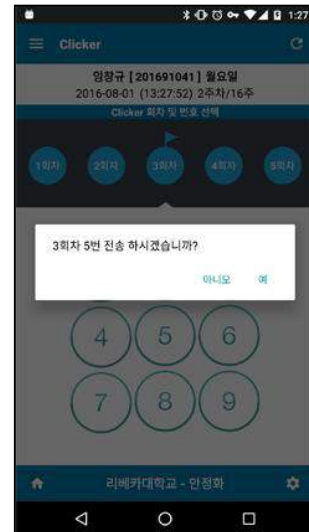 1:27
Clicker
임창규 [201691041] 월요일
2016-08-01 (13:27:52) 2주차/16주
Clicker 회차 및 번호 선택
1회차 2회차 3회차 4회차 5회차
3회차 5번 전송 하시겠습니까?
아니오 예
4 5 6
7 8 9
리베카대학교 - 안정화